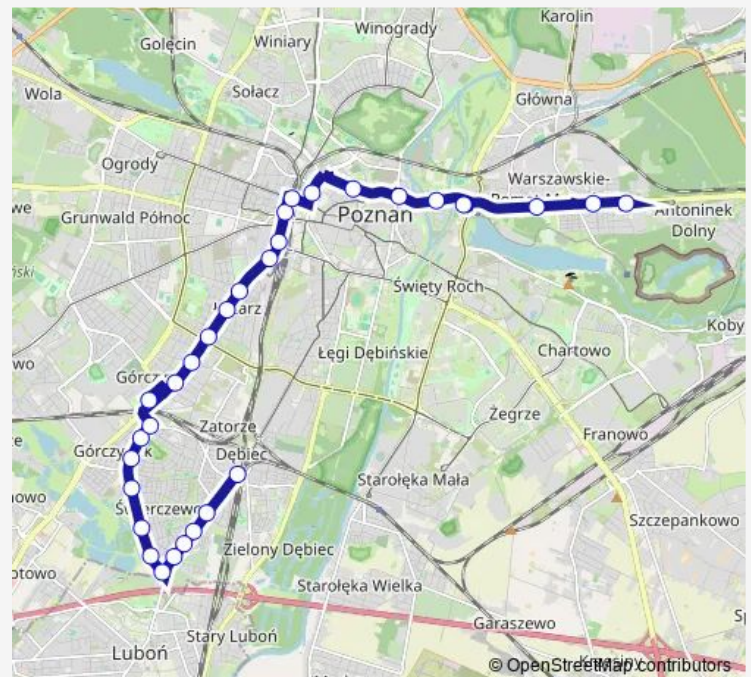 Karolin
Golęcin
Winiary
Winogrady
Wola
Sołacz
Główna
Ogrody
Warszawskie-
Grunwald Północ
Poznan
Antoninek
Dolny
Święty Roch
Koby
Łęgi Dębińskie
Chartowo
Zatorze
Żegrze
Franowo
Dębiec
Starołęka Mała
Szczepankowo
Zielony Dębiec
Starołęka Wielka
Garaszewo
Stary Luboń
Luboń
© OpenStreetMap contributors